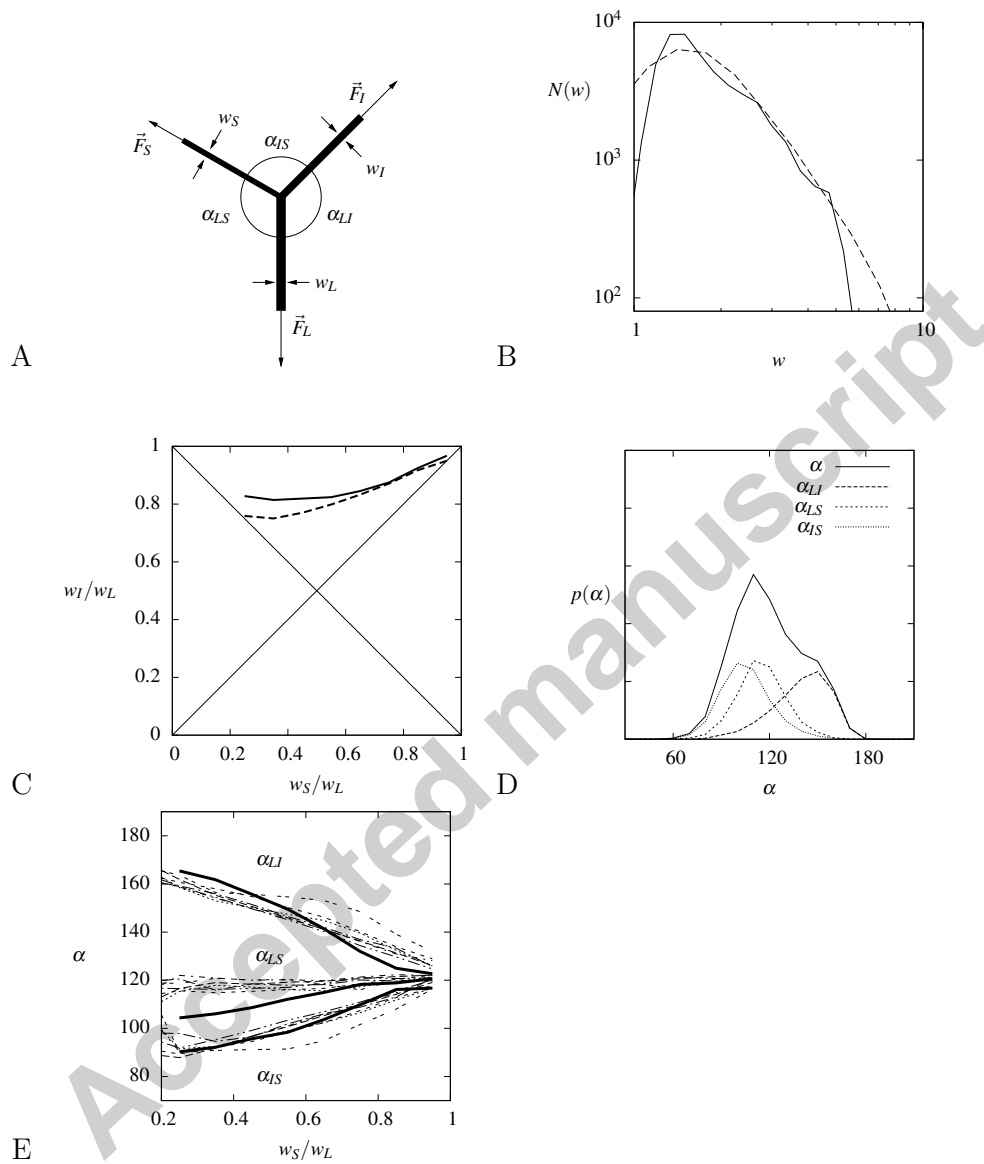 F⃗_S
w_S
α_IS
F⃗_I
w_I
α_LS
α_LI
w_L
F⃗_L
A
10^4
N(w)
10^3
10^2
1
10
w
B
1
0.8
w_I/w_L
0.6
0.4
0.2
0
0
0.2
0.4
0.6
0.8
1
w_S/w_L
C
α
α_LI
α_LS
α_IS
p(α)
60
120
180
α
D
180
160
α
140
120
100
80
α_LI
α_LS
α_IS
0.2
0.4
0.6
0.8
1
w_S/w_L
E
Accepted manuscript